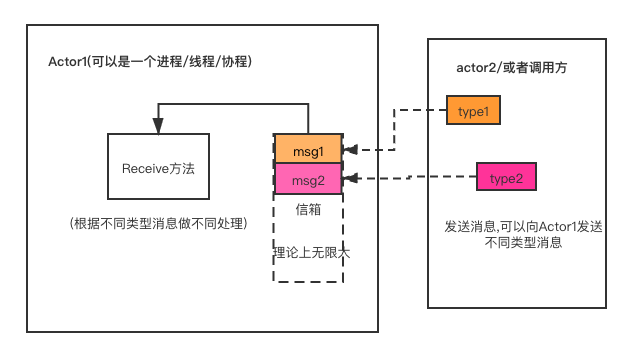 Actor1(可以是一个进程/线程/协程)
actor2/或者调用方
type1
msg1
Receive方法
msg2
type2
信箱
(根据不同类型消息做不同处理)
发送消息,可以向Actor1发送
不同类型消息
理论上无限大